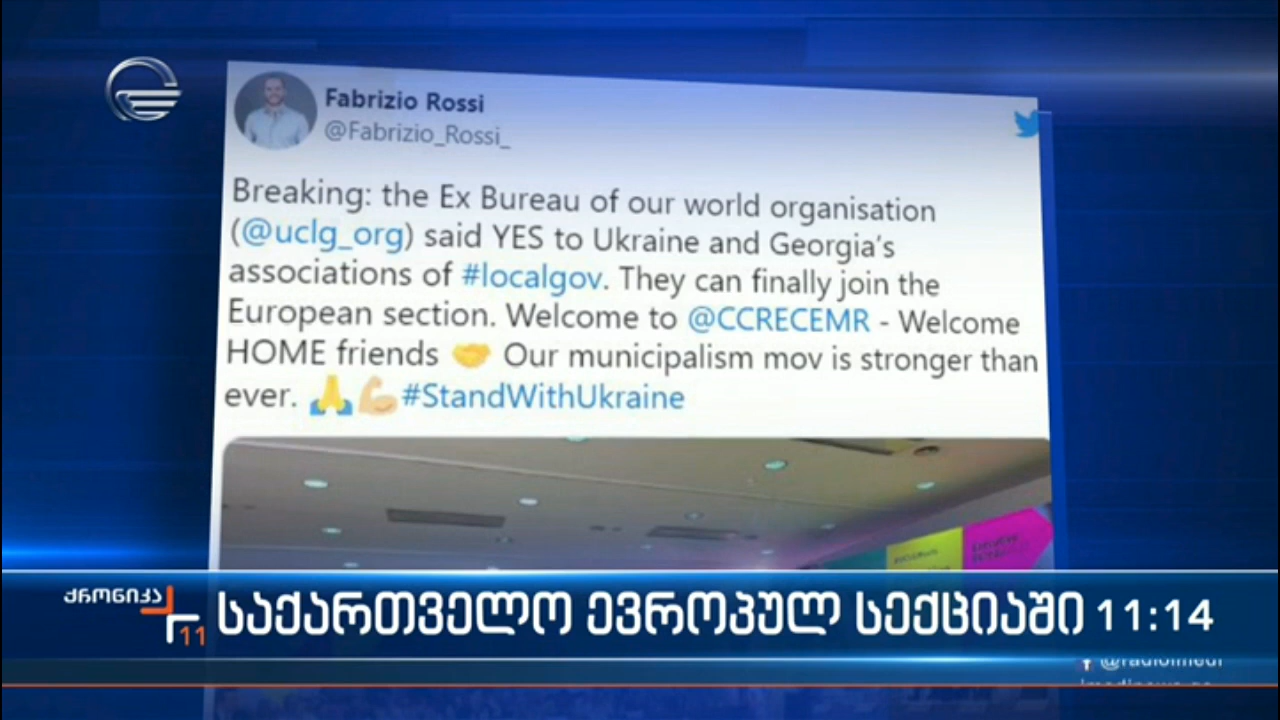 Fabrizio Rossi
@Fabrizio_Rossi_
Breaking: the Ex Bureau of our world organisation
(@uclg_org) said YES to Ukraine and Georgia's
associations of #localgov. They can finally join the
European section. Welcome to @CCRECEMR - Welcome
HOME friends 🤝 Our municipalism mov is stronger than
ever. 🙏💪 #StandWithUkraine
ქრონიკა
11
საქართველო ევროპულ სექციაში 11:14
@radioimedi